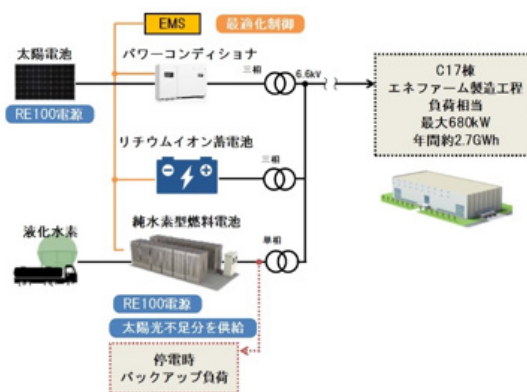 EMS
最適化制御
太陽電池
パワーコンディショナ
三相
6.6kV
RE100電源
C17棟
エネファーム製造工程
負荷相当
最大680kW
年間約2.7GWh
リチウムイオン蓄電池
三相
液化水素
純水素型燃料電池
単相
RE100電源
太陽光不足分を供給
停電時
バックアップ負荷